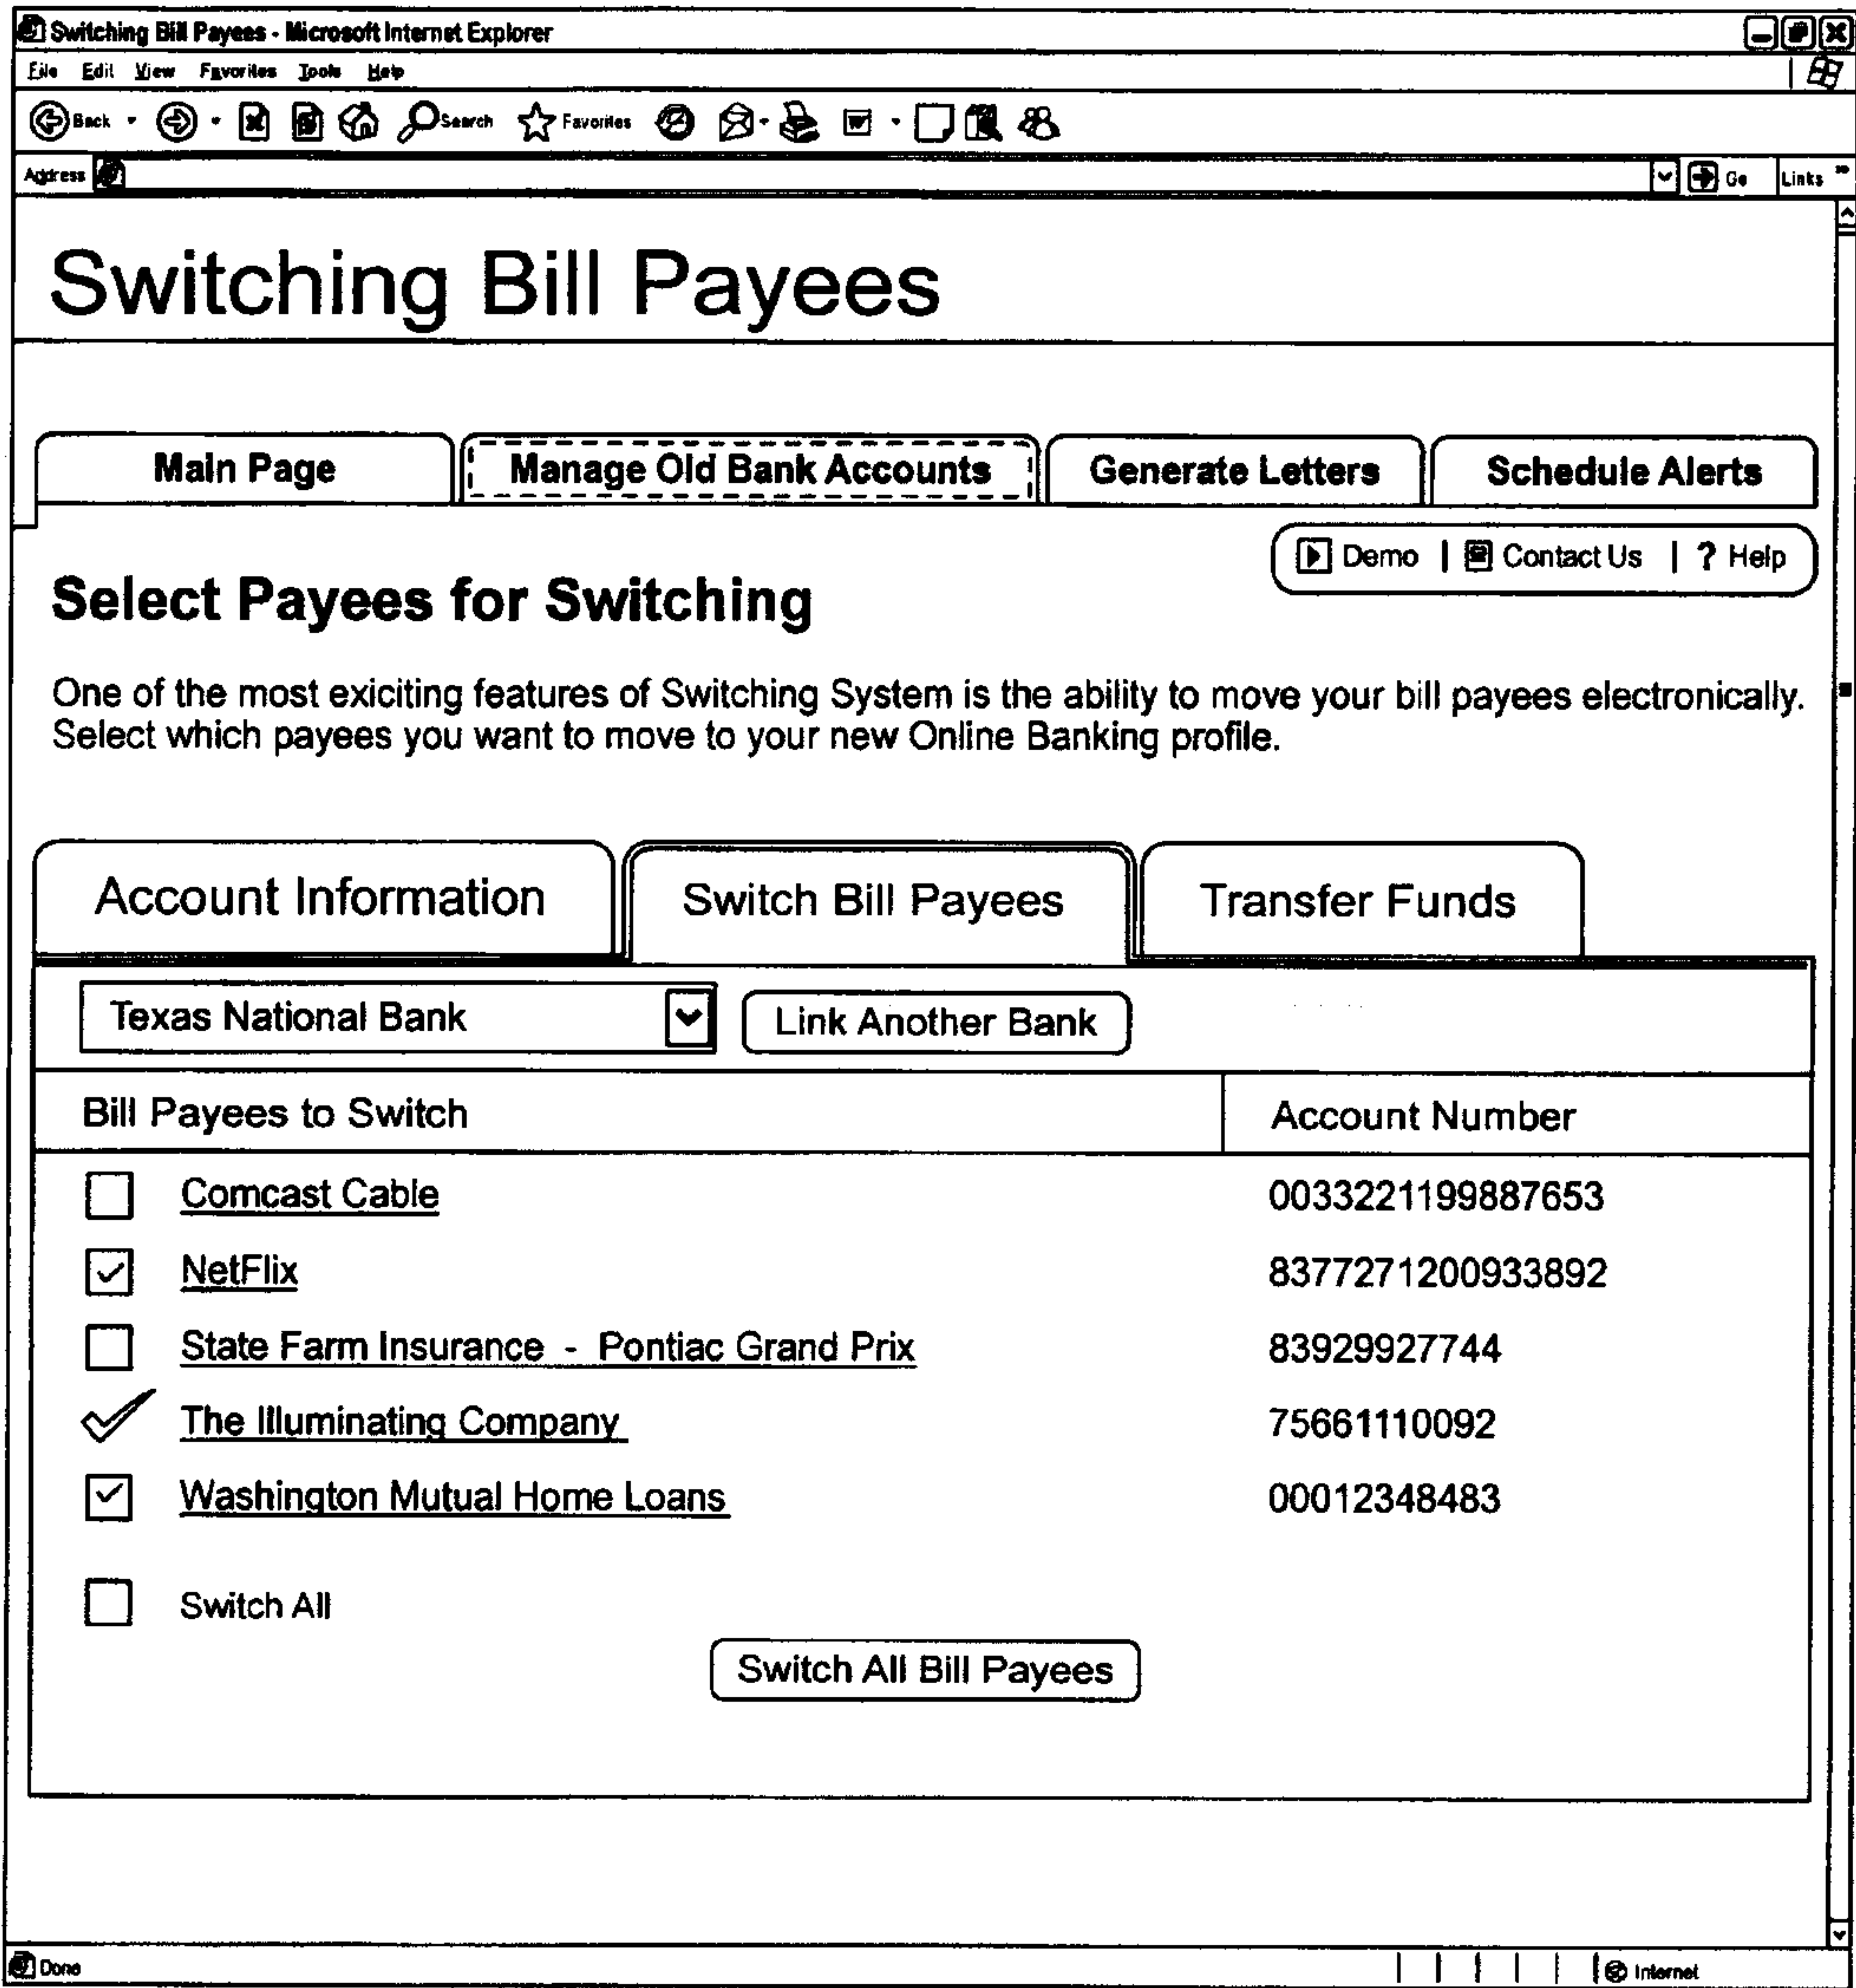 Switching Bill Payees - Microsoft Internet Explorer
File Edit View Favorites Tools Help
Back Search Favorites
Address Go Links »
Switching Bill Payees
Main Page Manage Old Bank Accounts Generate Letters Schedule Alerts
Demo | Contact Us | ? Help
Select Payees for Switching
One of the most exiciting features of Switching System is the ability to move your bill payees electronically.
Select which payees you want to move to your new Online Banking profile.
Account Information Switch Bill Payees Transfer Funds
Texas National Bank Link Another Bank
Bill Payees to Switch Account Number
Comcast Cable 0033221199887653
NetFlix 8377271200933892
State Farm Insurance - Pontiac Grand Prix 83929927744
The Illuminating Company 75661110092
Washington Mutual Home Loans 00012348483
Switch All
Switch All Bill Payees
Done Internet